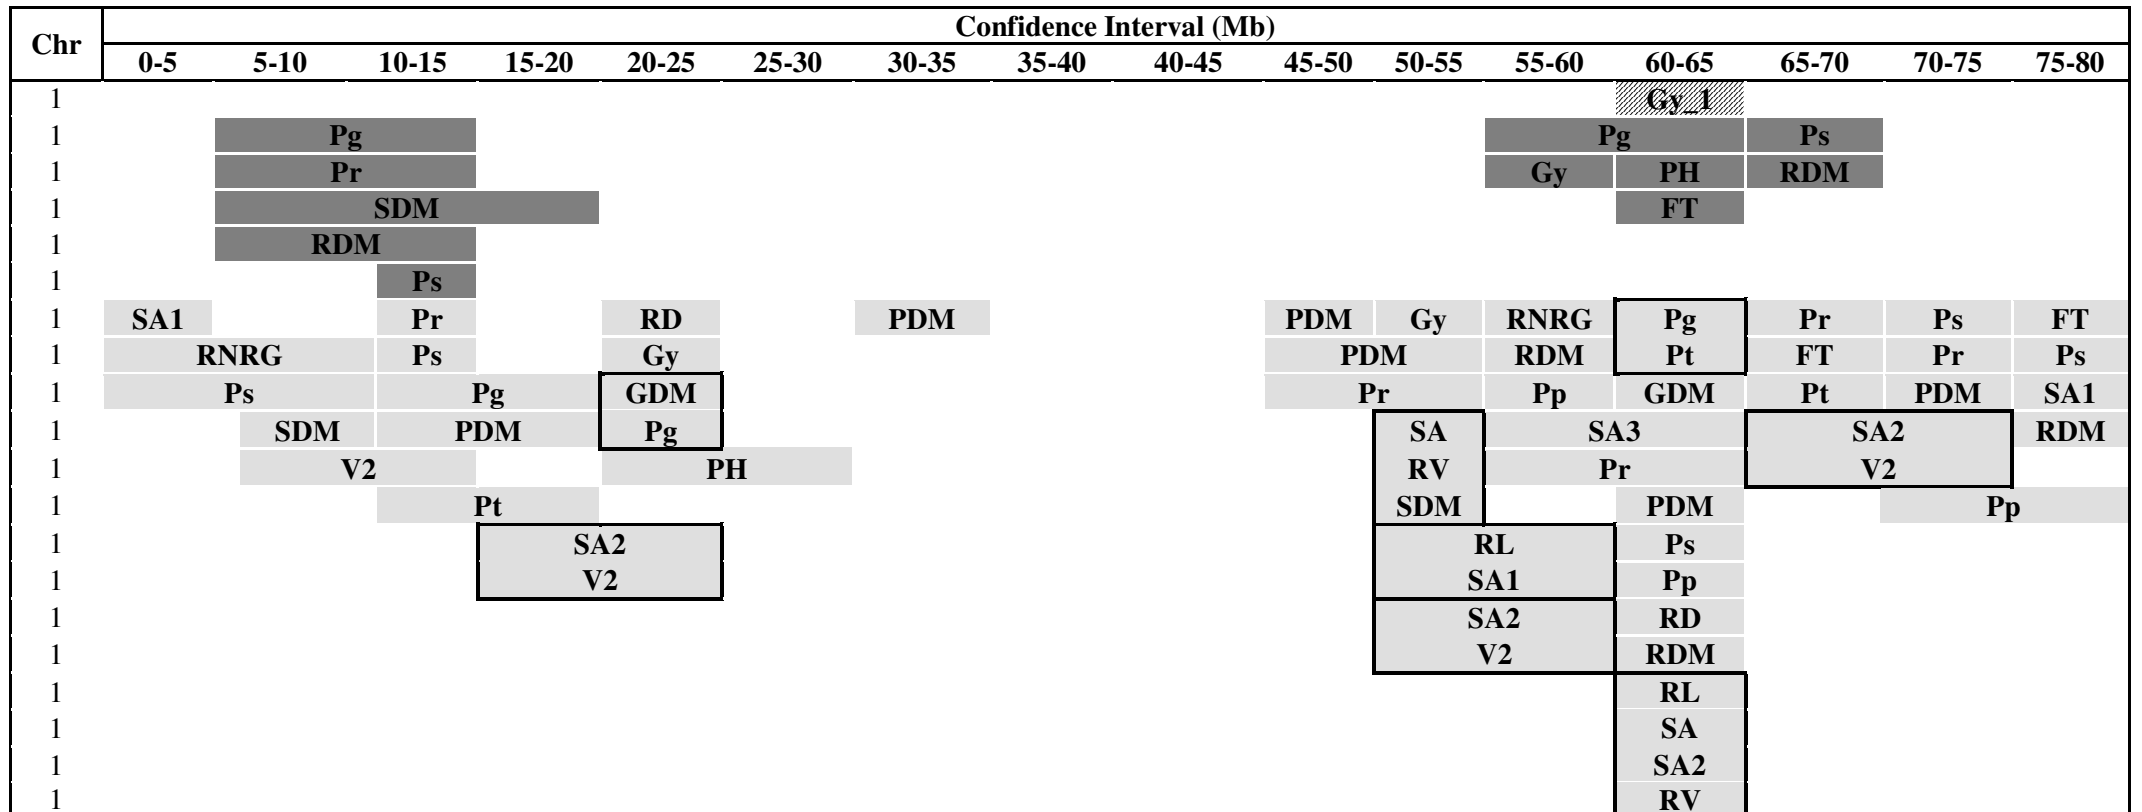 Chr Confidence Interval (Mb)
0-5 5-10 10-15 15-20 20-25 25-30 30-35 35-40 40-45 45-50 50-55 55-60 60-65 65-70 70-75 75-80
1 Gy_1
1 Pg Pg Ps
1 Pr Gy PH RDM
1 SDM FT
1 RDM
1 Ps
1 SA1 Pr RD PDM PDM Gy RNRG Pg Pr Ps FT
1 RNRG Ps Gy PDM RDM Pt FT Pr Ps
1 Ps Pg GDM Pr Pp GDM Pt PDM SA1
1 SDM PDM Pg SA SA3 SA2 RDM
1 V2 PH RV Pr V2
1 Pt SDM PDM Pp
1 SA2 RL Ps
1 V2 SA1 Pp
1 SA2 RD
1 V2 RDM
1 RL
1 SA
1 SA2
1 RV